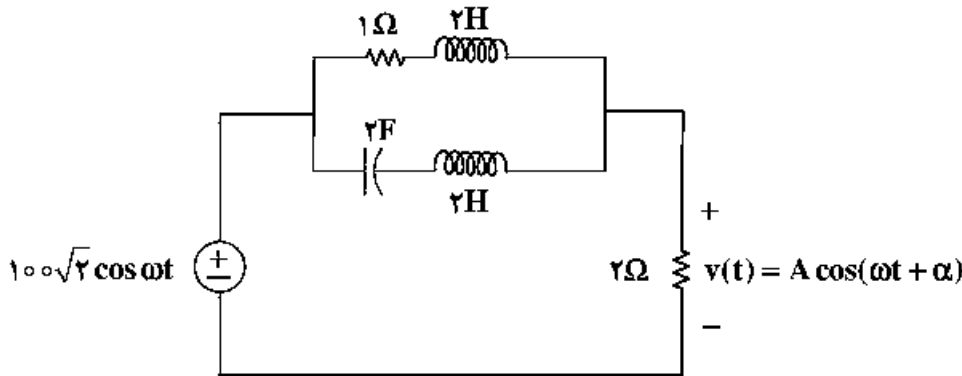 ۱Ω
۲H
۲F
۲H
+
۱۰۰√۲ cos ωt
+
−
۲Ω
v(t) = A cos(ωt + α)
−